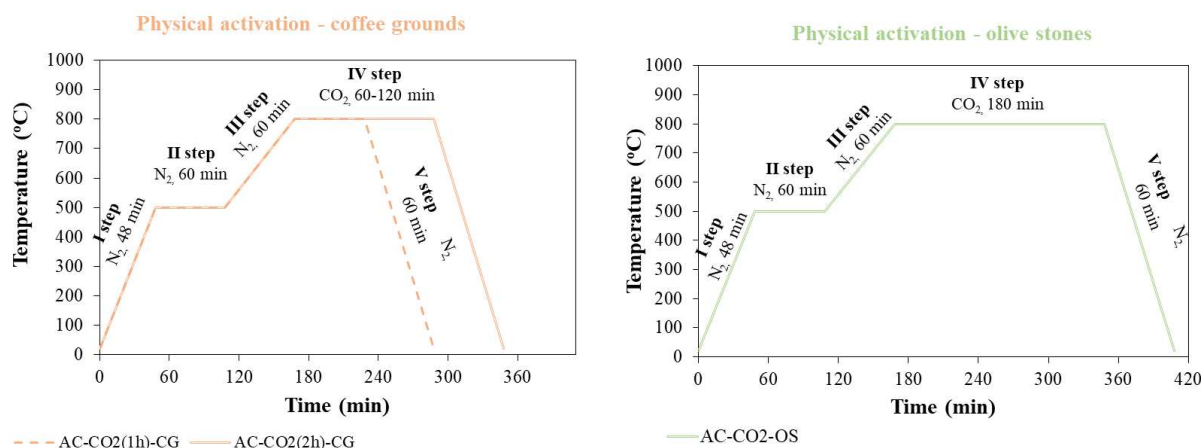 Physical activation - coffee grounds
1000
900
800
700
600
500
400
300
200
100
0
Temperature (ºC)
I step
N2, 48 min
II step
N2, 60 min
III step
N2, 60 min
IV step
CO2, 60-120 min
V step
60 min
N2,
0
60
120
180
240
300
360
Time (min)
AC-CO2(1h)-CG
AC-CO2(2h)-CG
Physical activation - olive stones
1000
900
800
700
600
500
400
300
200
100
0
Temperature (ºC)
I step
N2, 48 min
II step
N2, 60 min
III step
N2, 60 min
IV step
CO2, 180 min
V step
60 min
N2,
0
60
120
180
240
300
360
420
Time (min)
AC-CO2-OS